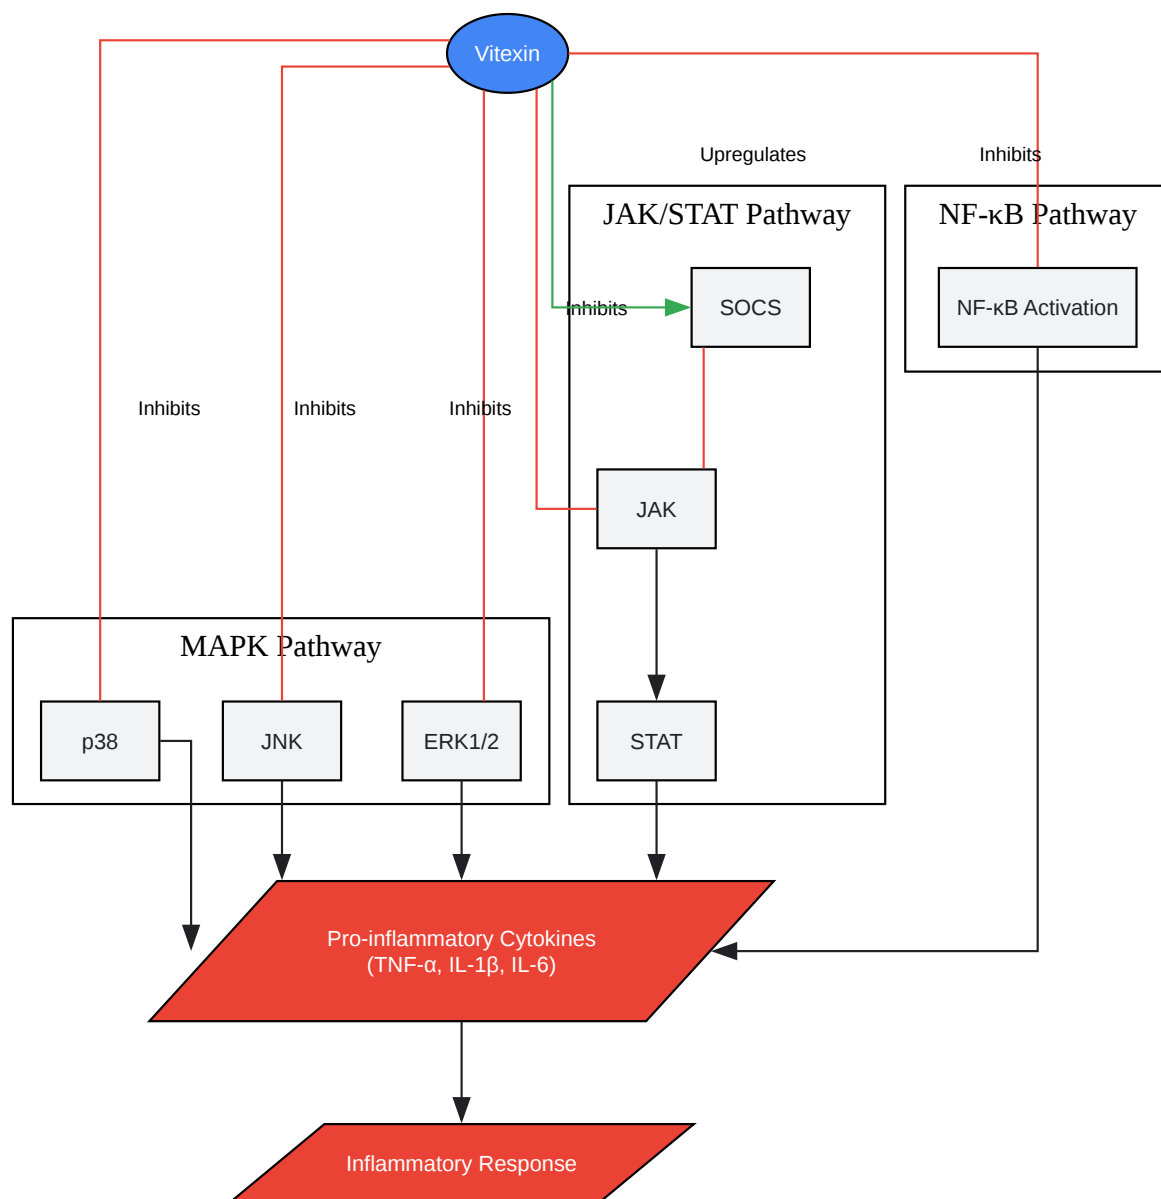 Vitexin
Upregulates
Inhibits
JAK/STAT Pathway
NF-κB Pathway
Inhibits
SOCS
NF-κB Activation
Inhibits
Inhibits
Inhibits
JAK
MAPK Pathway
p38
JNK
ERK1/2
STAT
Pro-inflammatory Cytokines
(TNF-α, IL-1β, IL-6)
Inflammatory Response